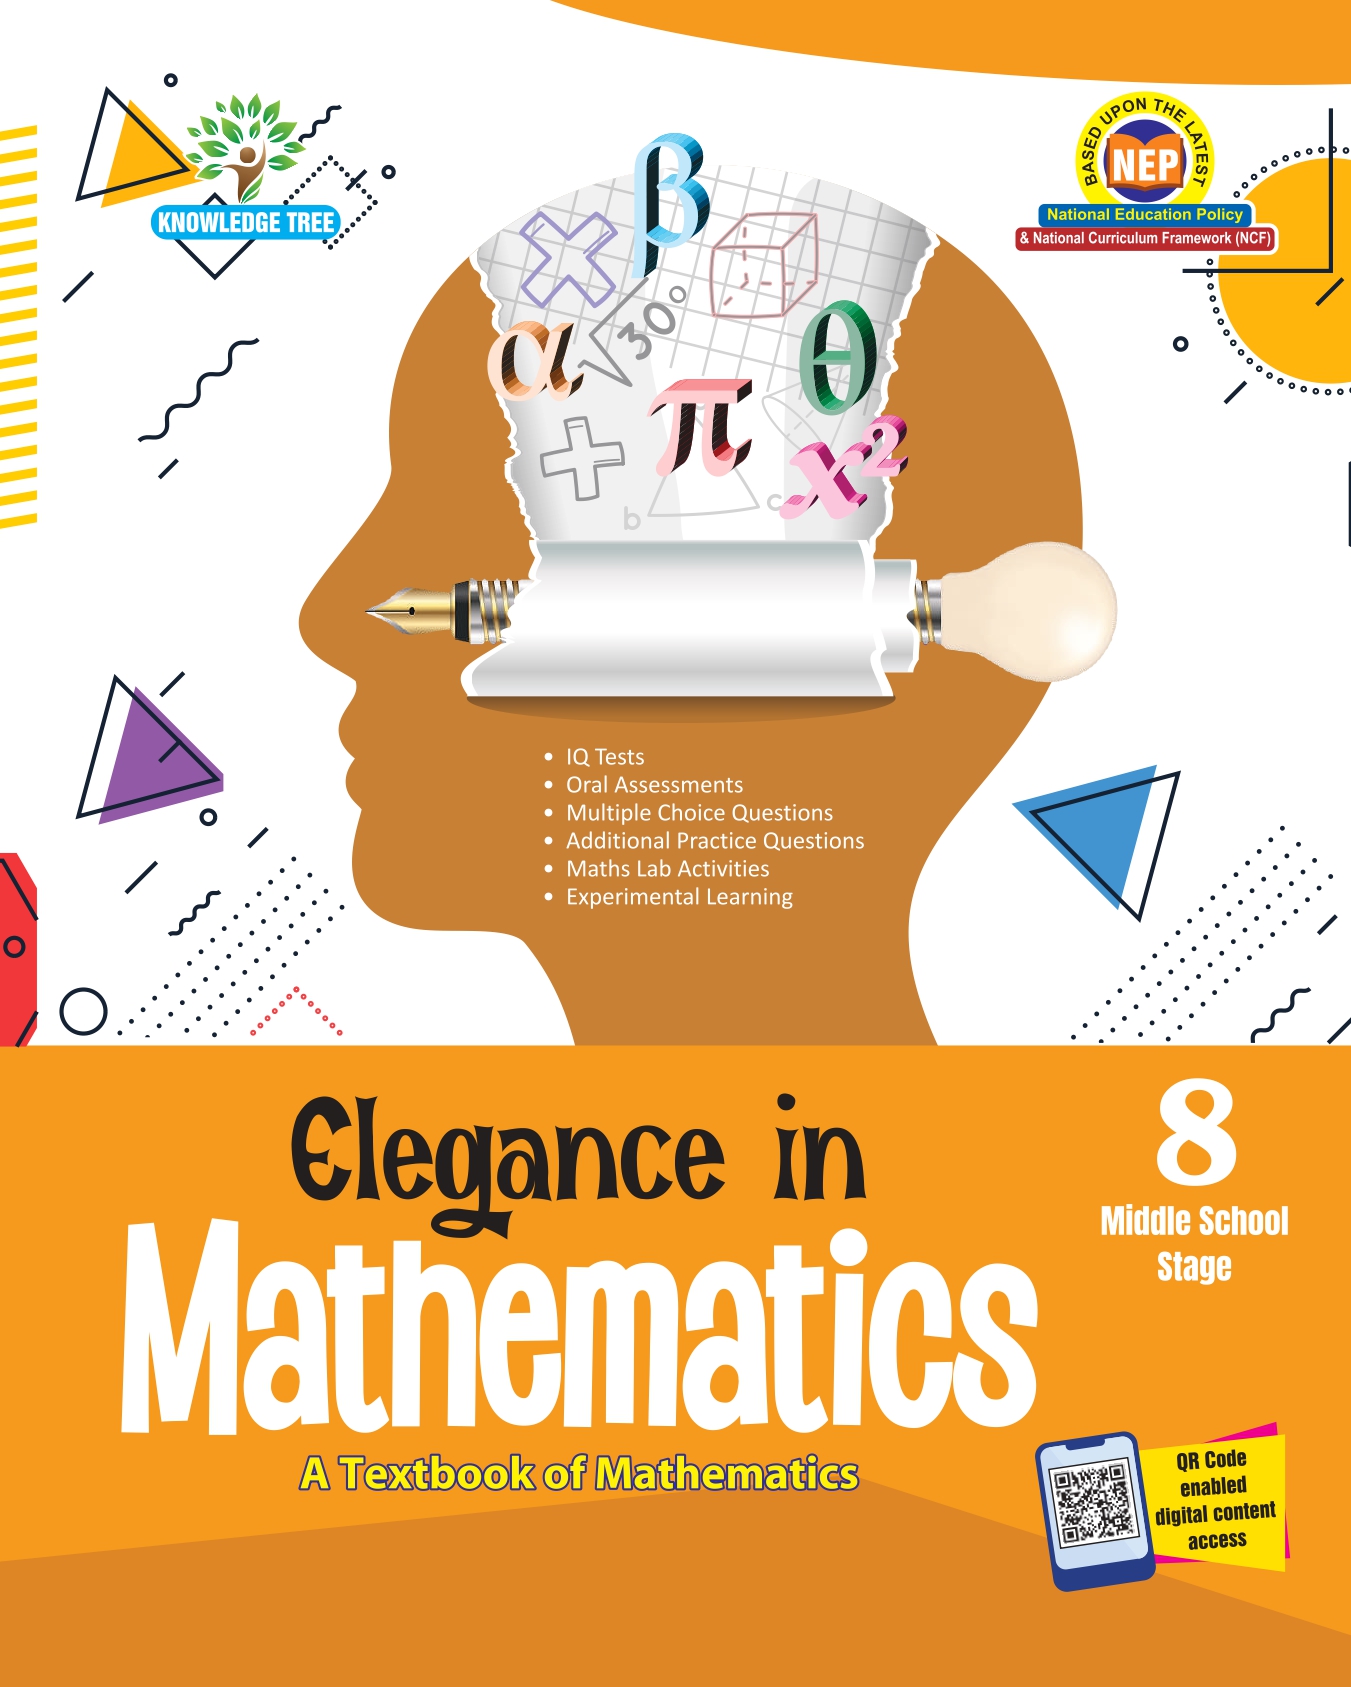 KNOWLEDGE TREE
BASED UPON THE LATEST
NEP
National Education Policy
& National Curriculum Framework (NCF)
β
30°
α
θ
π
x²
b
c
• IQ Tests
• Oral Assessments
• Multiple Choice Questions
• Additional Practice Questions
• Maths Lab Activities
• Experimental Learning
Elegance in
Mathematics
A Textbook of Mathematics
8
Middle School
Stage
QR Code
enabled
digital content
access